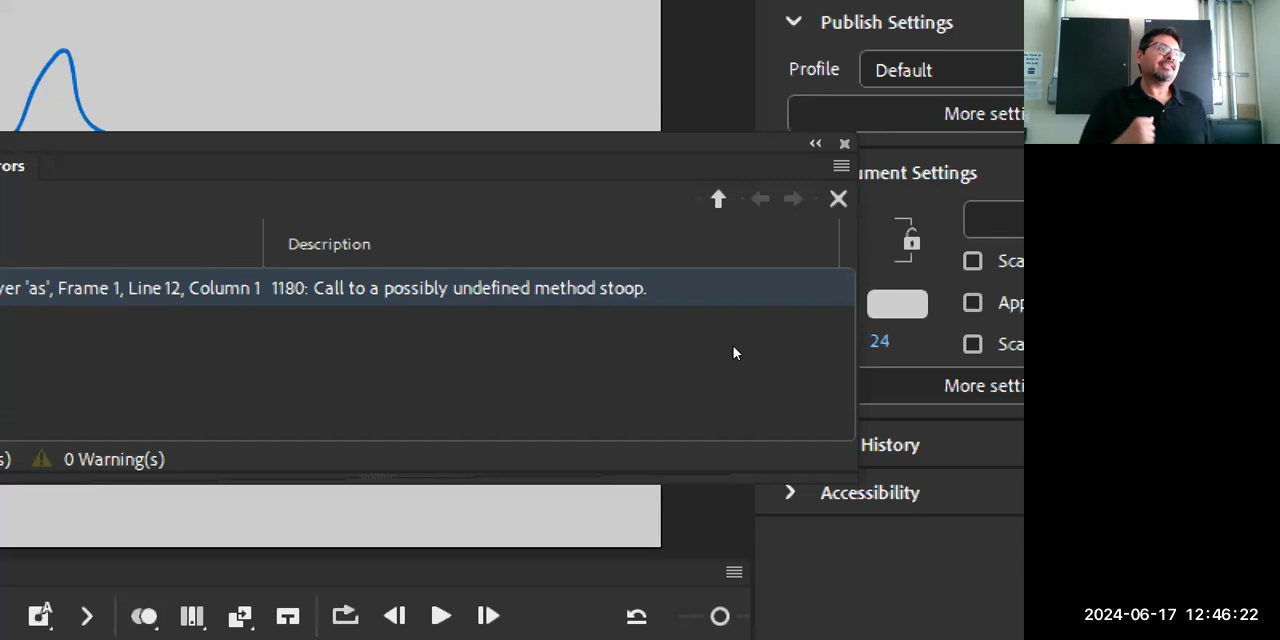 Publish Settings
Profile
Default
More setti
rors
ument Settings
Description
yer 'as', Frame 1, Line 12, Column 1
1180: Call to a possibly undefined method stoop.
Sca
App
24
Sca
More setti
s)
0 Warning(s)
History
Accessibility
2024-06-17 12:46:22